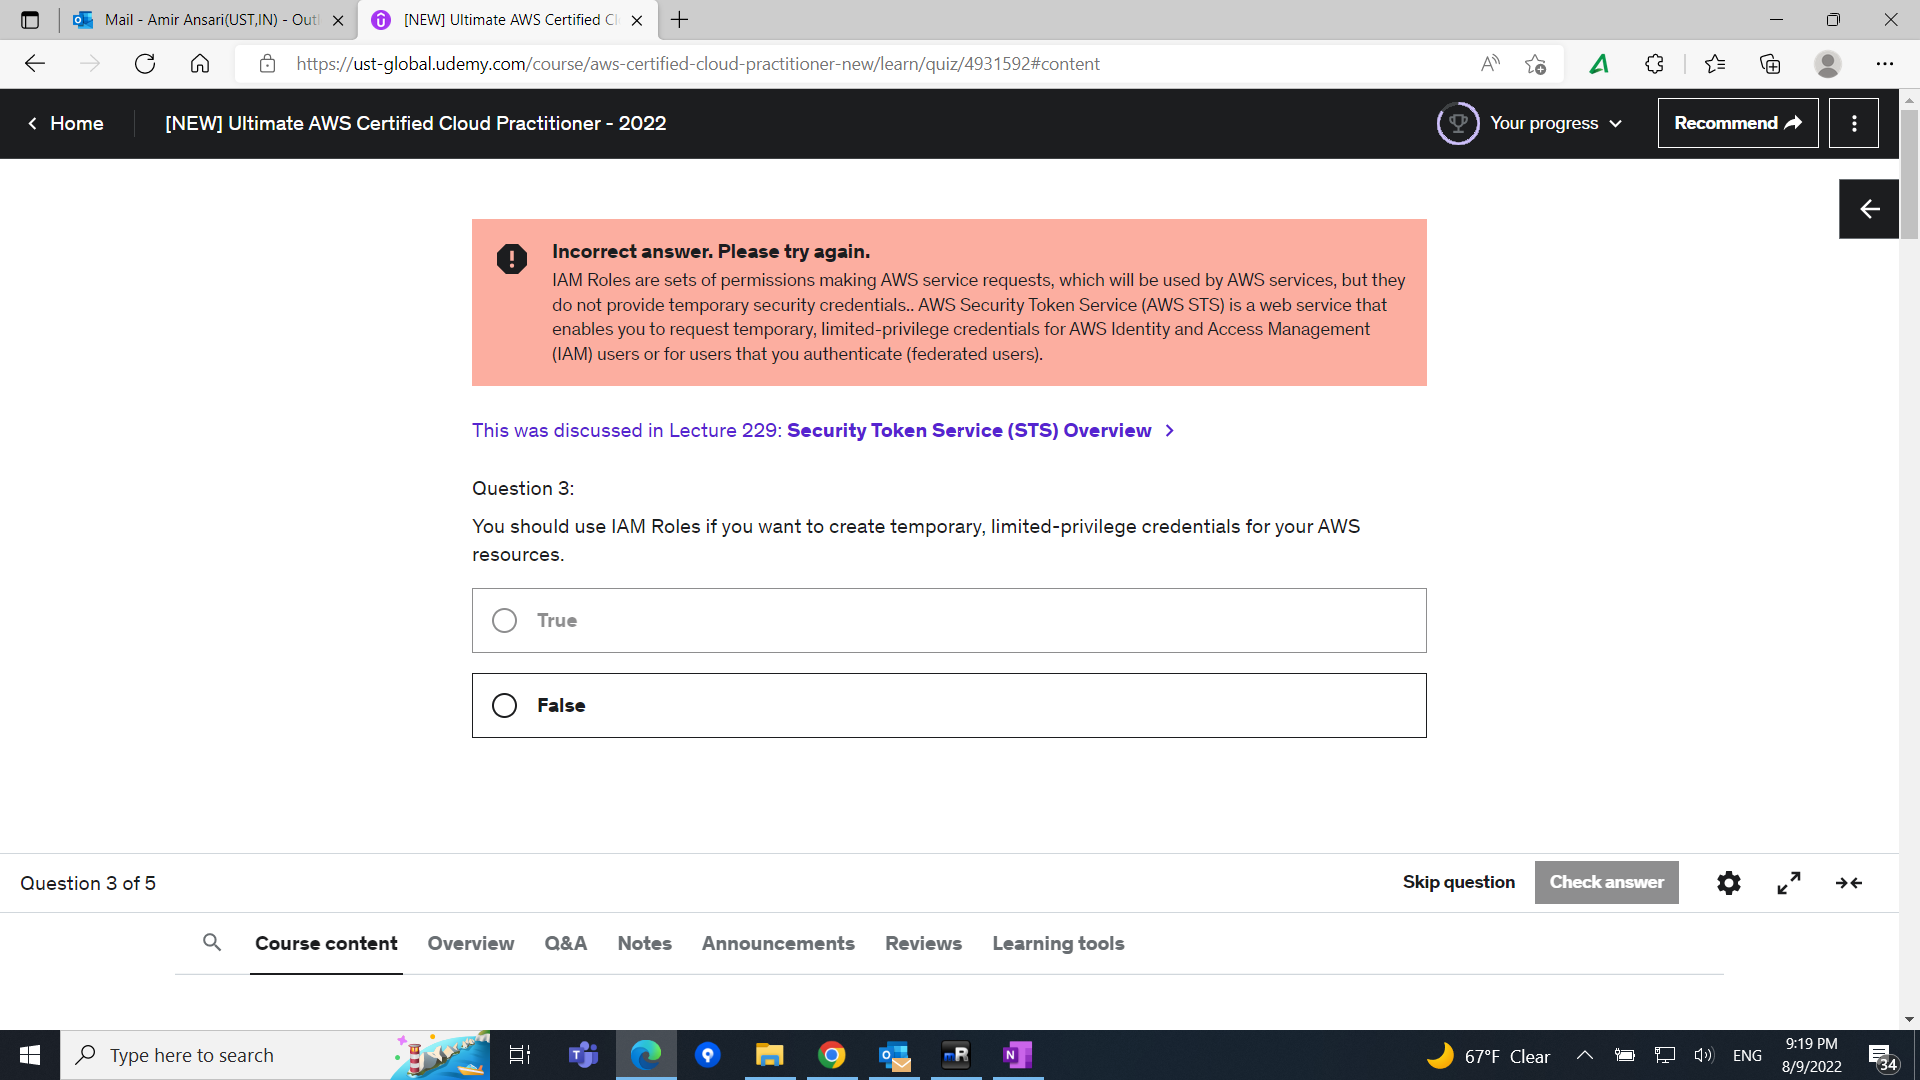 Mail - Amir Ansari(UST,IN) - Out
[NEW] Ultimate AWS Certified Cl
https://ust-global.udemy.com/course/aws-certified-cloud-practitioner-new/learn/quiz/4931592#content
Home
[NEW] Ultimate AWS Certified Cloud Practitioner - 2022
Your progress
Recommend
Incorrect answer. Please try again.
IAM Roles are sets of permissions making AWS service requests, which will be used by AWS services, but they
do not provide temporary security credentials.. AWS Security Token Service (AWS STS) is a web service that
enables you to request temporary, limited-privilege credentials for AWS Identity and Access Management
(IAM) users or for users that you authenticate (federated users).
This was discussed in Lecture 229: Security Token Service (STS) Overview
Question 3:
You should use IAM Roles if you want to create temporary, limited-privilege credentials for your AWS
resources.
True
False
Question 3 of 5
Skip question
Check answer
Course content
Overview
Q&A
Notes
Announcements
Reviews
Learning tools
Type here to search
67°F Clear
ENG
9:19 PM
8/9/2022
34